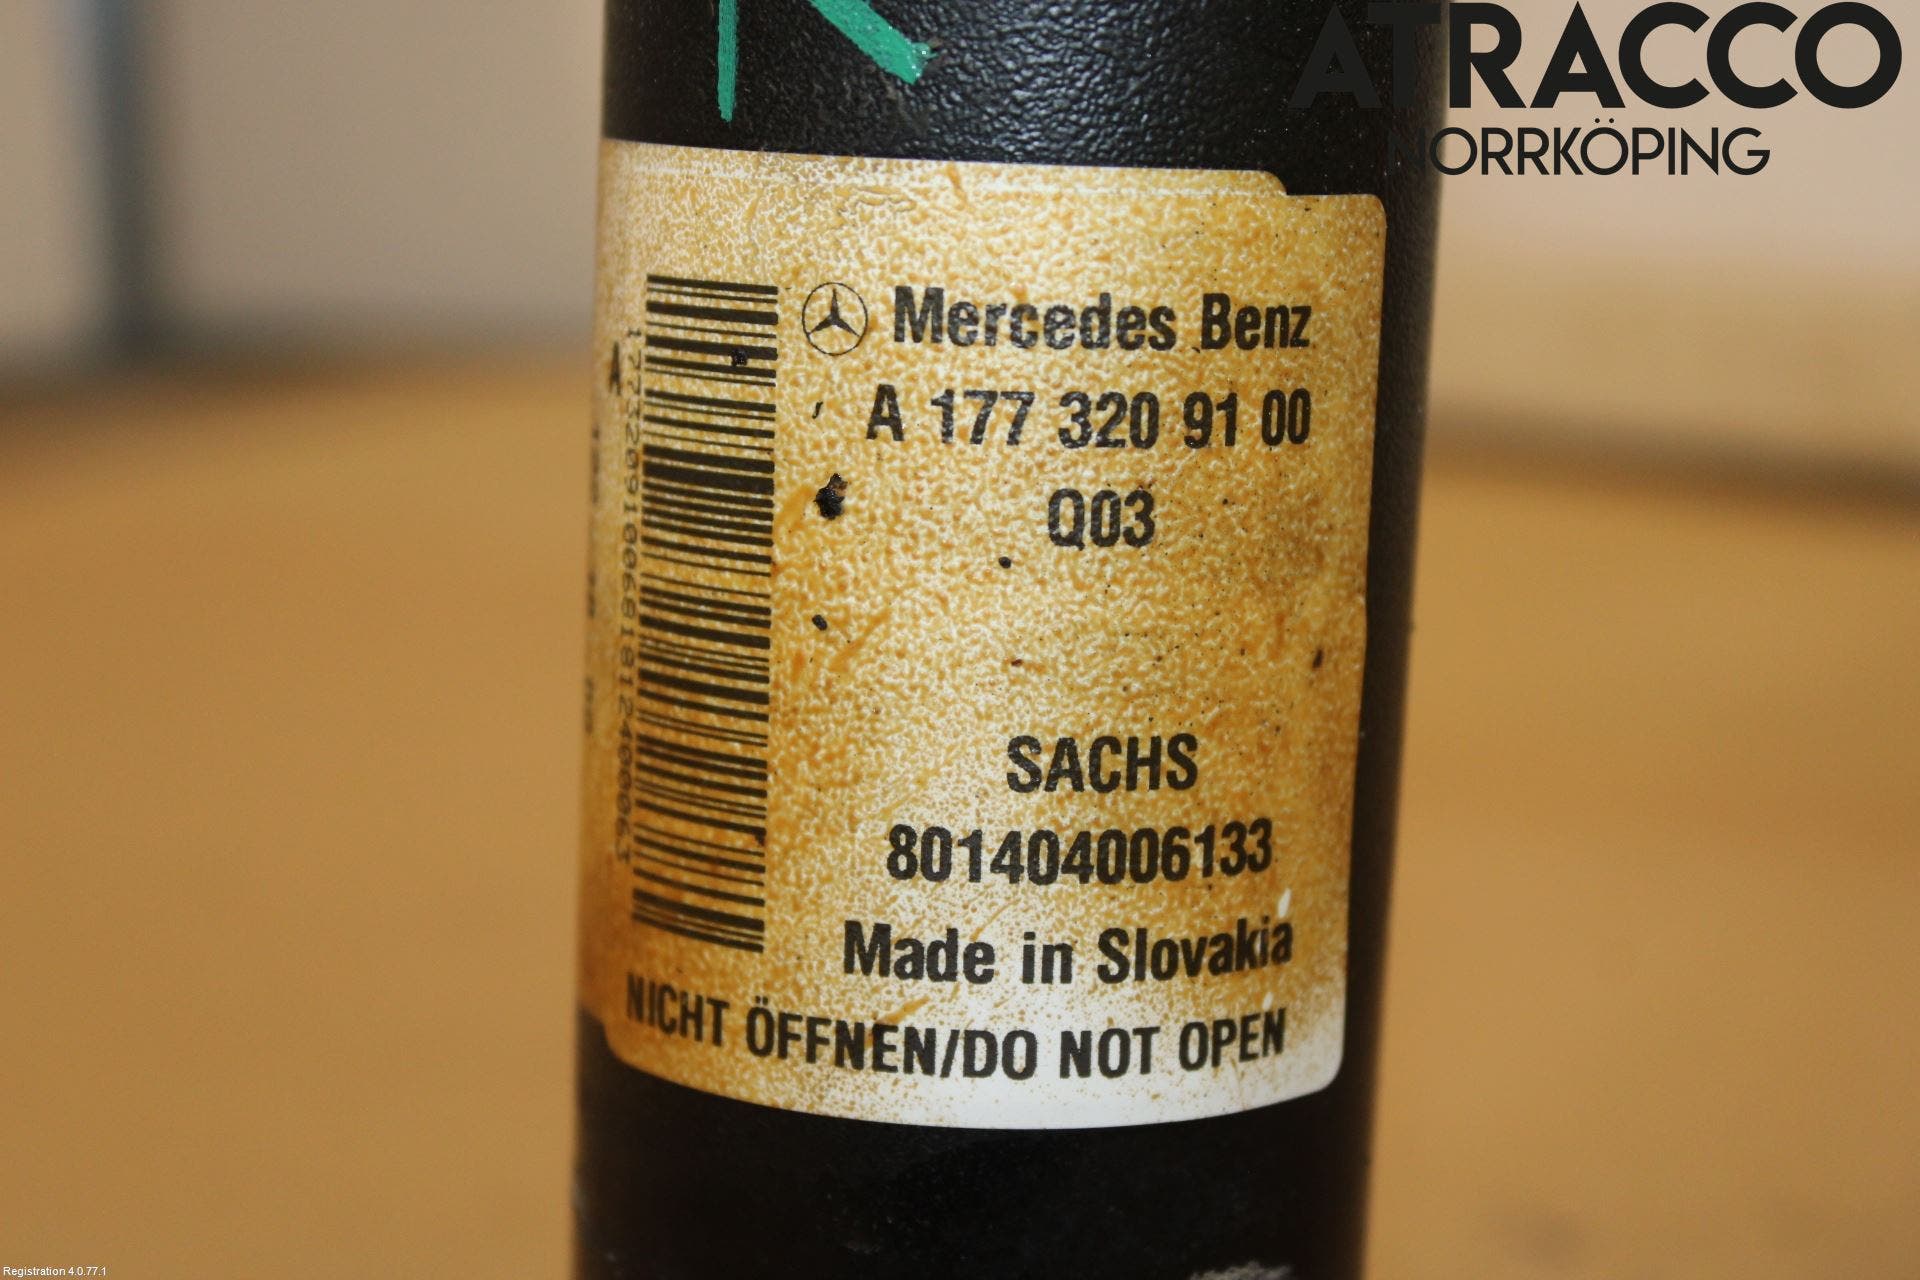 ATRACCO
NORRKÖPING
Mercedes Benz
A 177 320 91 00
Q03
SACHS
801404006133
Made in Slovakia
NICHT ÖFFNEN/DO NOT OPEN
Registration 4.0.77.1